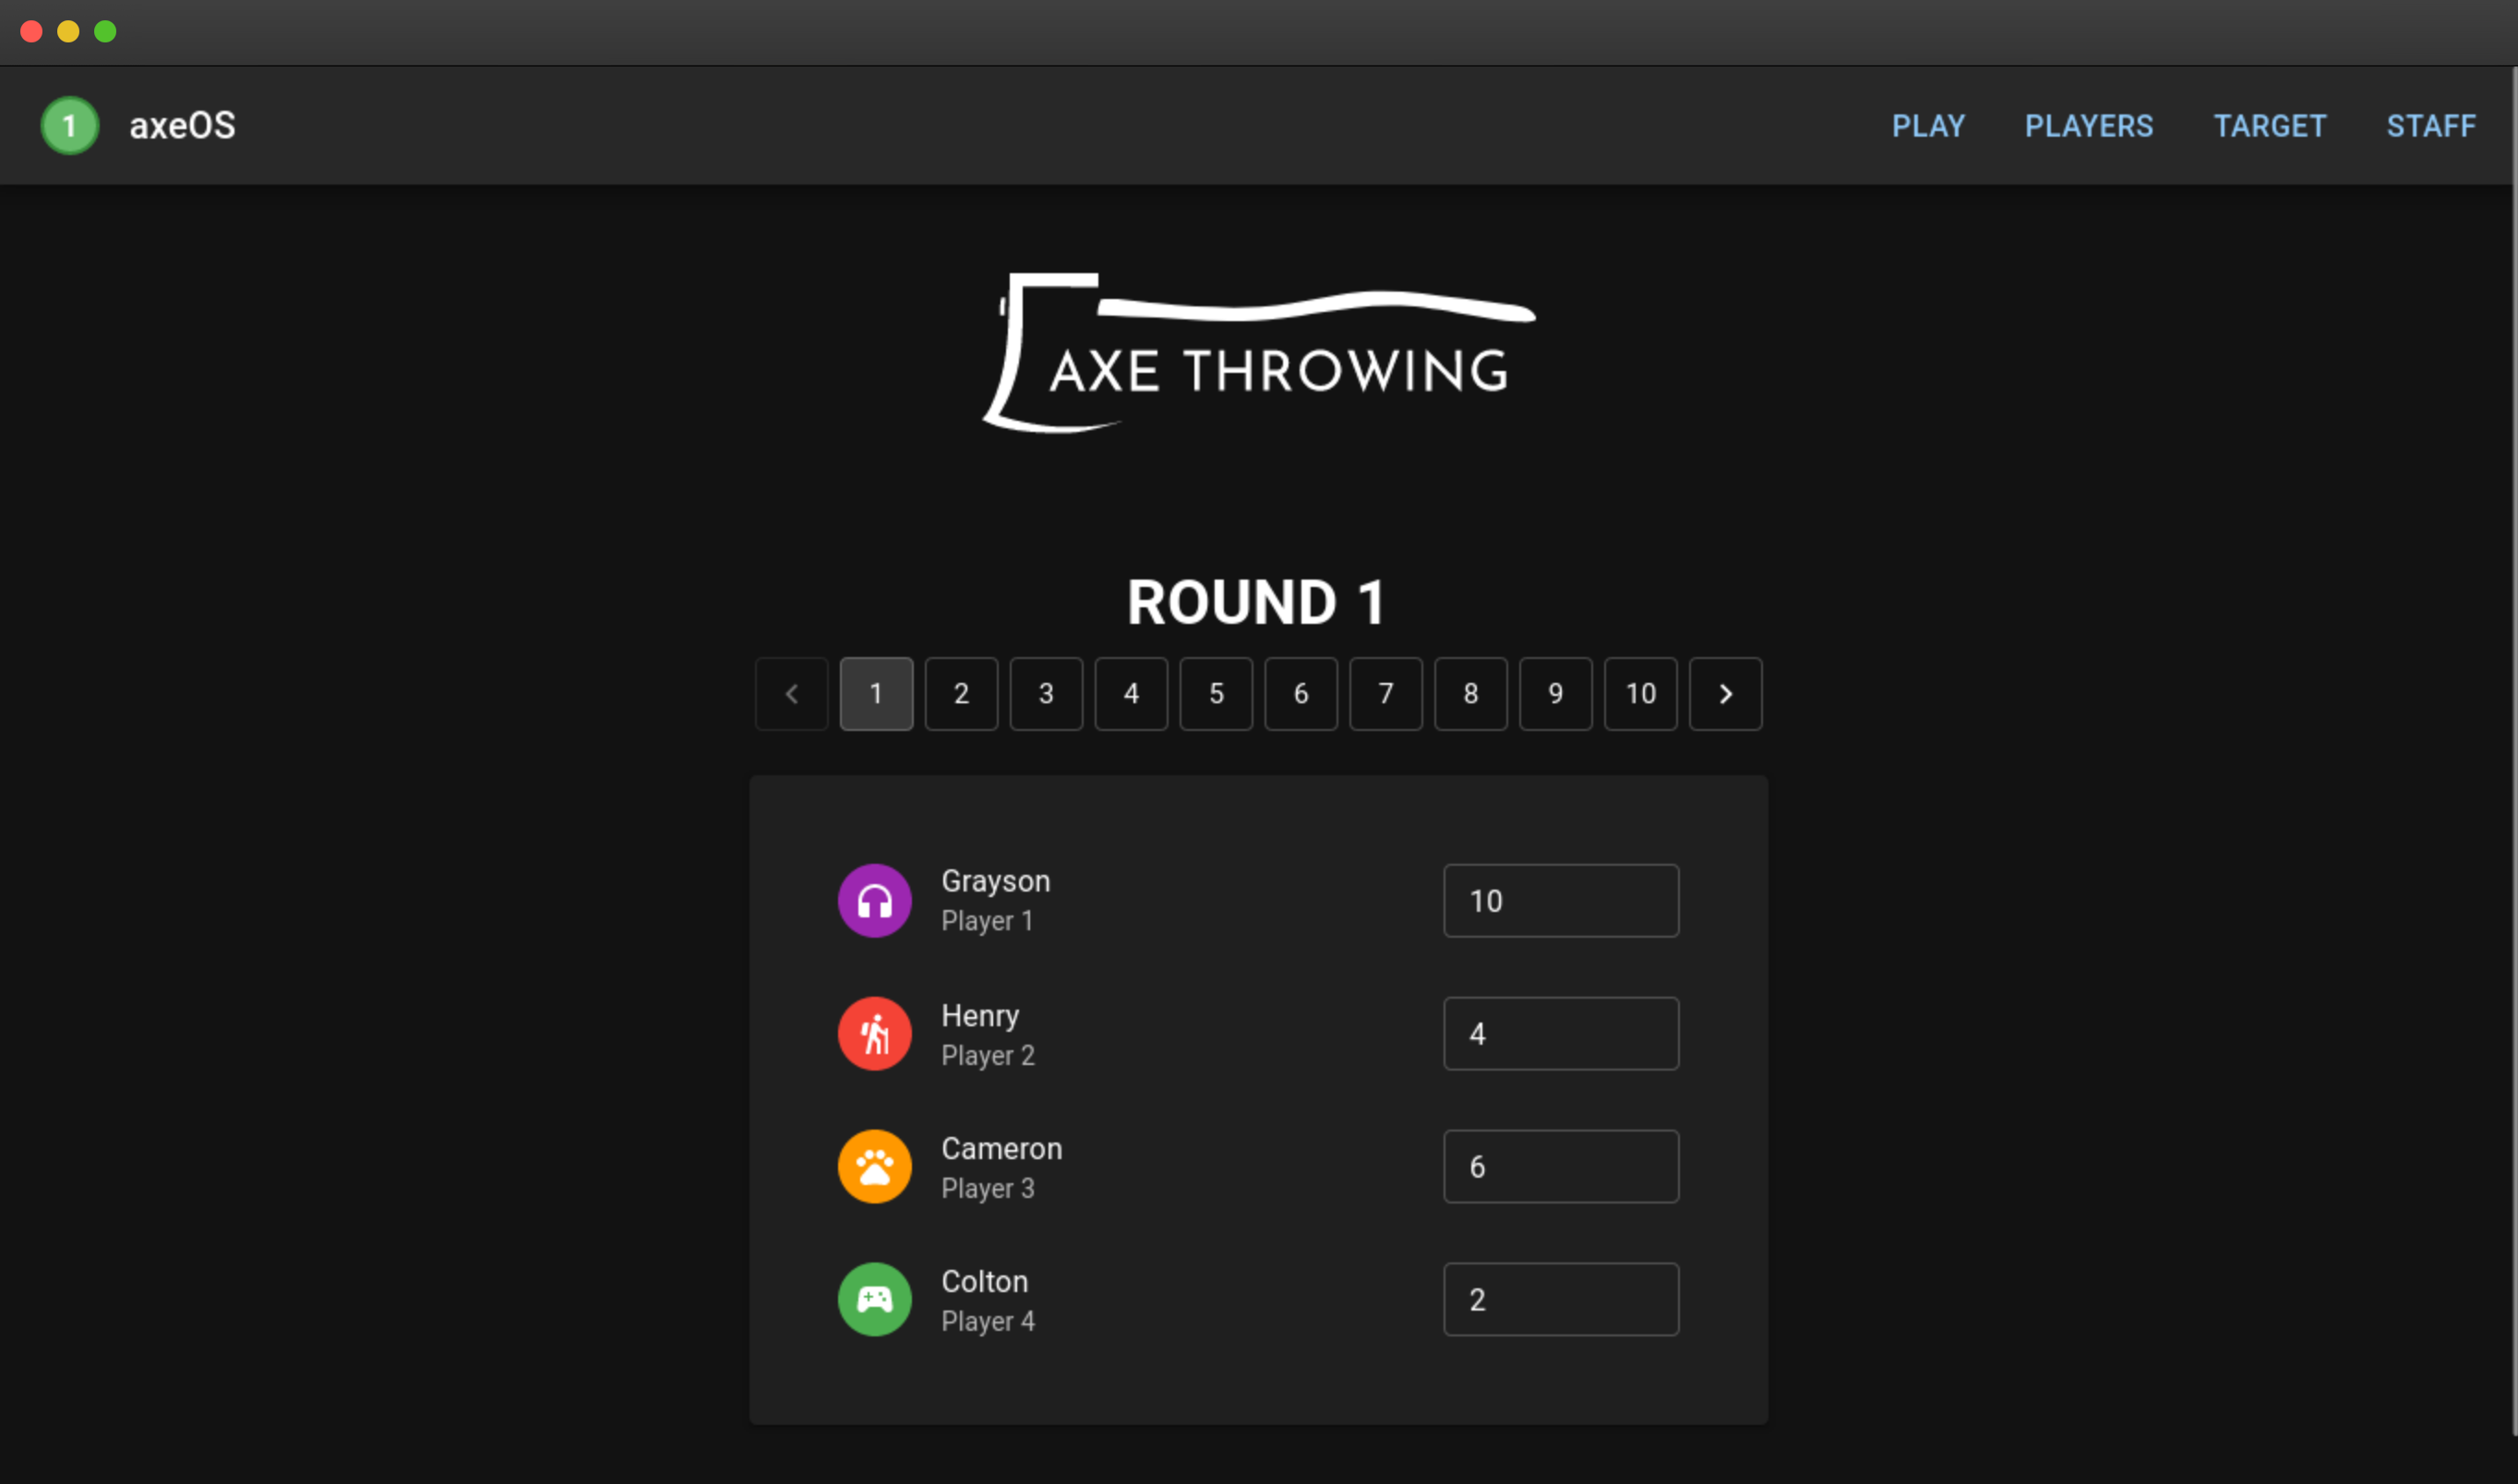 1 axeOS PLAY PLAYERS TARGET STAFF
AXE THROWING
ROUND 1
1 2 3 4 5 6 7 8 9 10
Grayson
Player 1
10
Henry
Player 2
4
Cameron
Player 3
6
Colton
Player 4
2